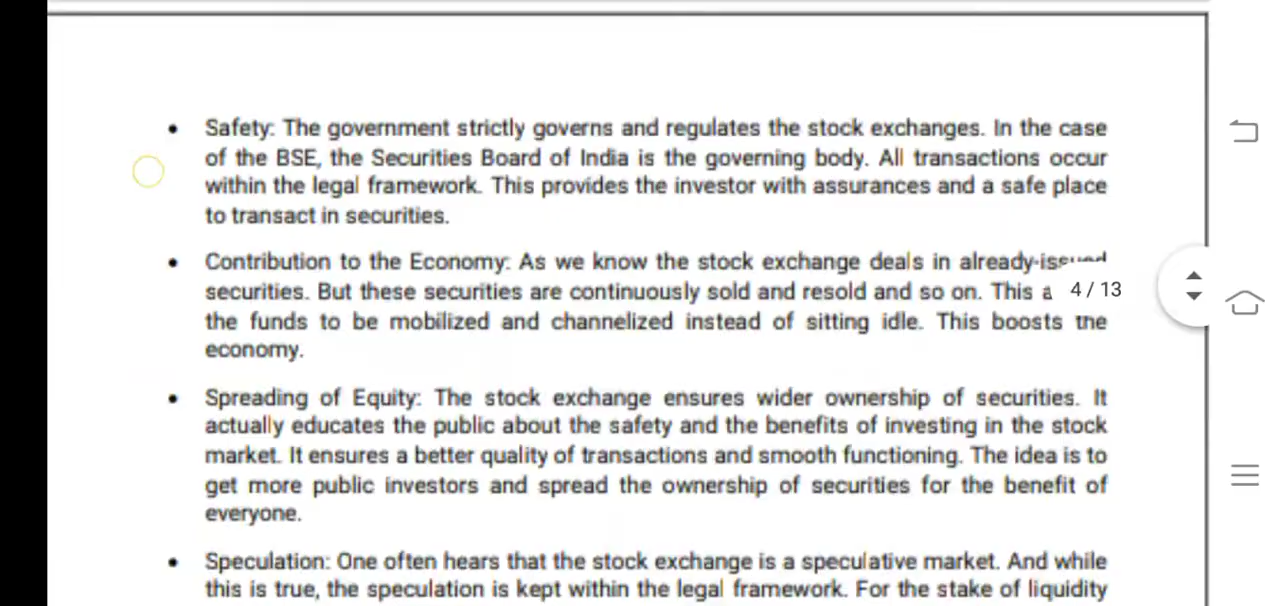 • Safety: The government strictly governs and regulates the stock exchanges. In the case
of the BSE, the Securities Board of India is the governing body. All transactions occur
within the legal framework. This provides the investor with assurances and a safe place
to transact in securities.
• Contribution to the Economy: As we know the stock exchange deals in already-issued
securities. But these securities are continuously sold and resold and so on. This
4 / 13
the funds to be mobilized and channelized instead of sitting idle. This boosts the
economy.
• Spreading of Equity: The stock exchange ensures wider ownership of securities. It
actually educates the public about the safety and the benefits of investing in the stock
market. It ensures a better quality of transactions and smooth functioning. The idea is to
get more public investors and spread the ownership of securities for the benefit of
everyone.
• Speculation: One often hears that the stock exchange is a speculative market. And while
this is true, the speculation is kept within the legal framework. For the stake of liquidity